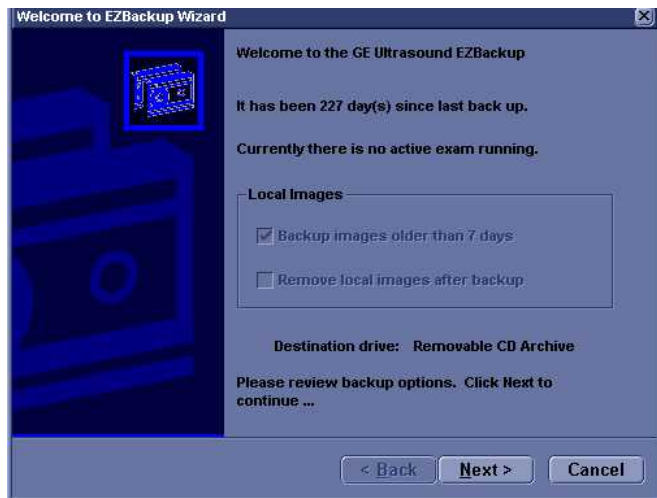 Welcome to EZBackup Wizard
Welcome to the GE Ultrasound EZBackup
It has been 227 day(s) since last back up.
Currently there is no active exam running.
Local Images
Backup images older than 7 days
Remove local images after backup
Destination drive: Removable CD Archive
Please review backup options. Click Next to
continue ...
< Back
Next >
Cancel